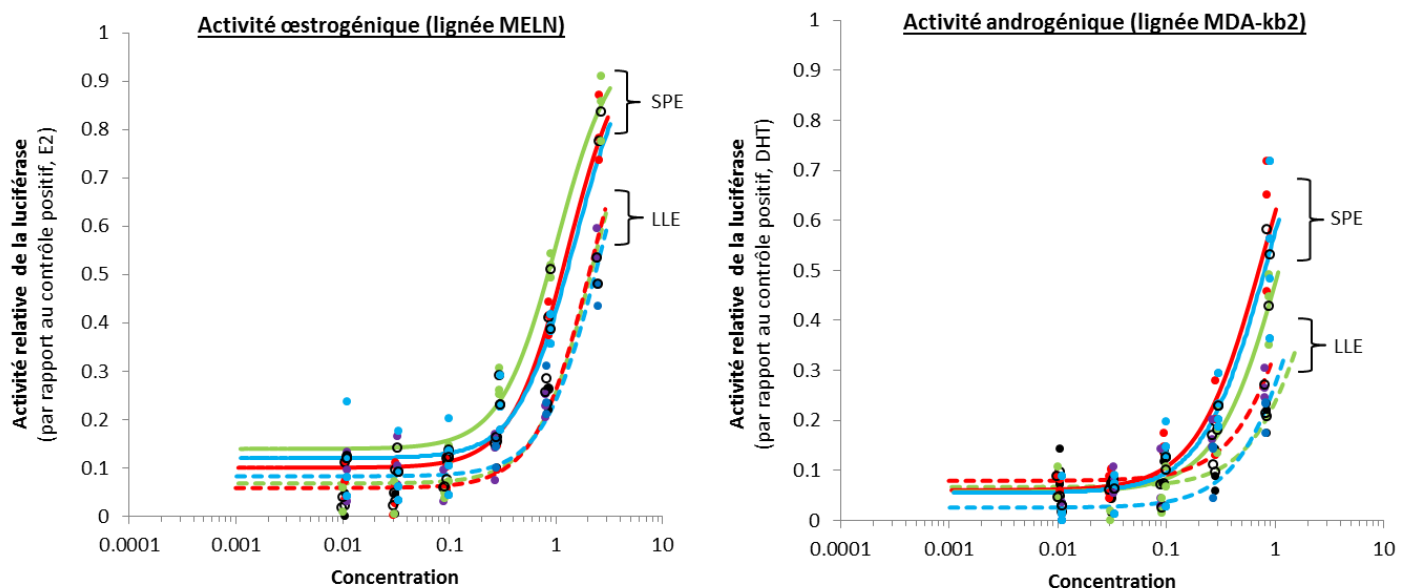 Activité œstrogénique (lignée MELN)
Activité relative de la luciférase
(par rapport au contrôle positif, E2)
1
0.9
0.8
0.7
0.6
0.5
0.4
0.3
0.2
0.1
0
SPE
LLE
0.0001
0.001
0.01
0.1
1
10
Concentration
Activité androgénique (lignée MDA-kb2)
Activité relative de la luciférase
(par rapport au contrôle positif, DHT)
1
0.9
0.8
0.7
0.6
0.5
0.4
0.3
0.2
0.1
0
SPE
LLE
0.0001
0.001
0.01
0.1
1
10
Concentration